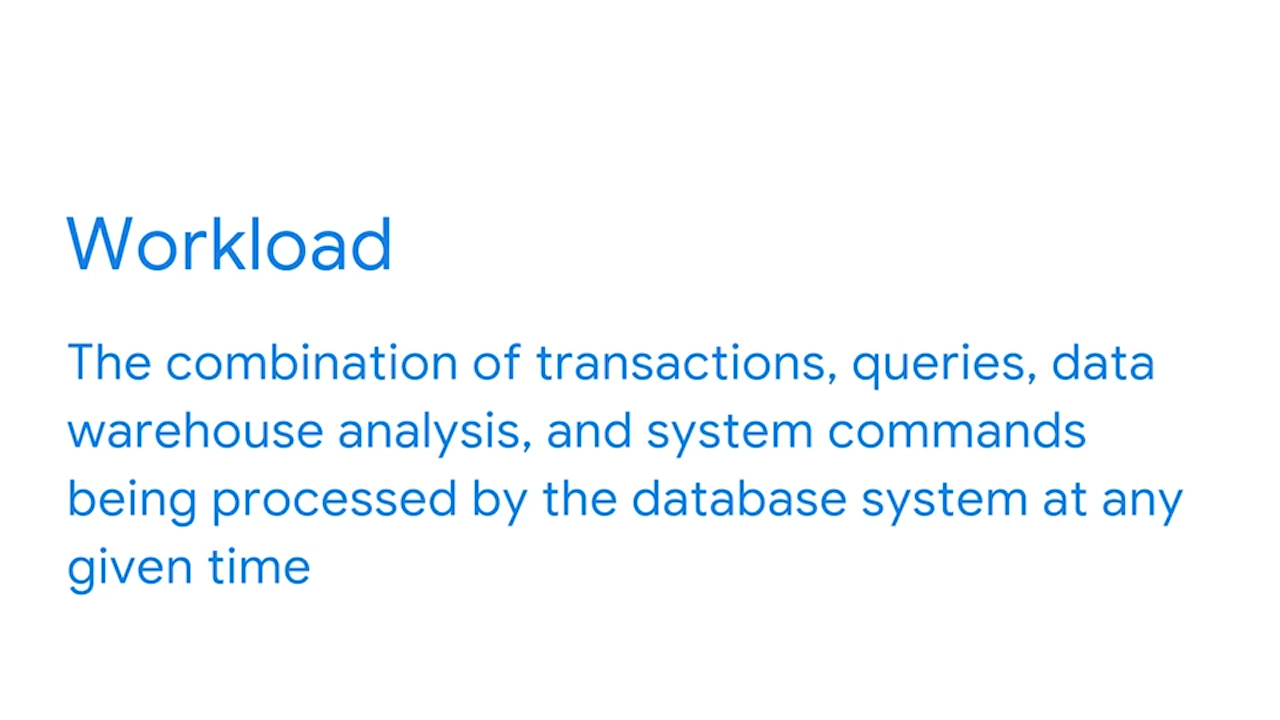 Workload
The combination of transactions, queries, data
warehouse analysis, and system commands
being processed by the database system at any
given time